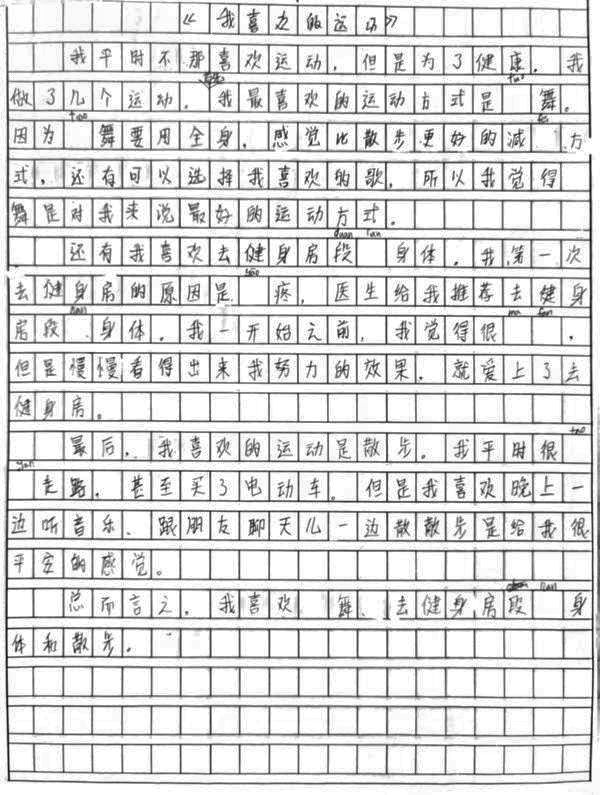 《我喜欢的运动》
我平时不那喜欢运动，但是为了健康，我
做了几个运动。我最喜欢的运动方式是 tiao 舞。
因为 tiao 舞要用全身，感觉比散步更好的减 fei 方
式，还有可以选择我喜欢的歌，所以我觉得
舞是对我来说最好的运动方式。
还有我喜欢去健身房段 duan lian 身体。我第一次
去健身房的原因是 yao 疼，医生给我推荐去健身
房段 lian 身体。我一开始之前，我觉得很 ma fan ，
但是慢慢看得出来我努力的效果，就爱上了去
健身房。
最后，我喜欢的运动是散步。我平时很 tao
yan 走路，甚至买了电动车。但是我喜欢晚上一
边听音乐、跟朋友聊天儿一边散散步是给我很
平安的感觉。
总而言之，我喜欢 舞、去健身房段 lian 身
体和散步。